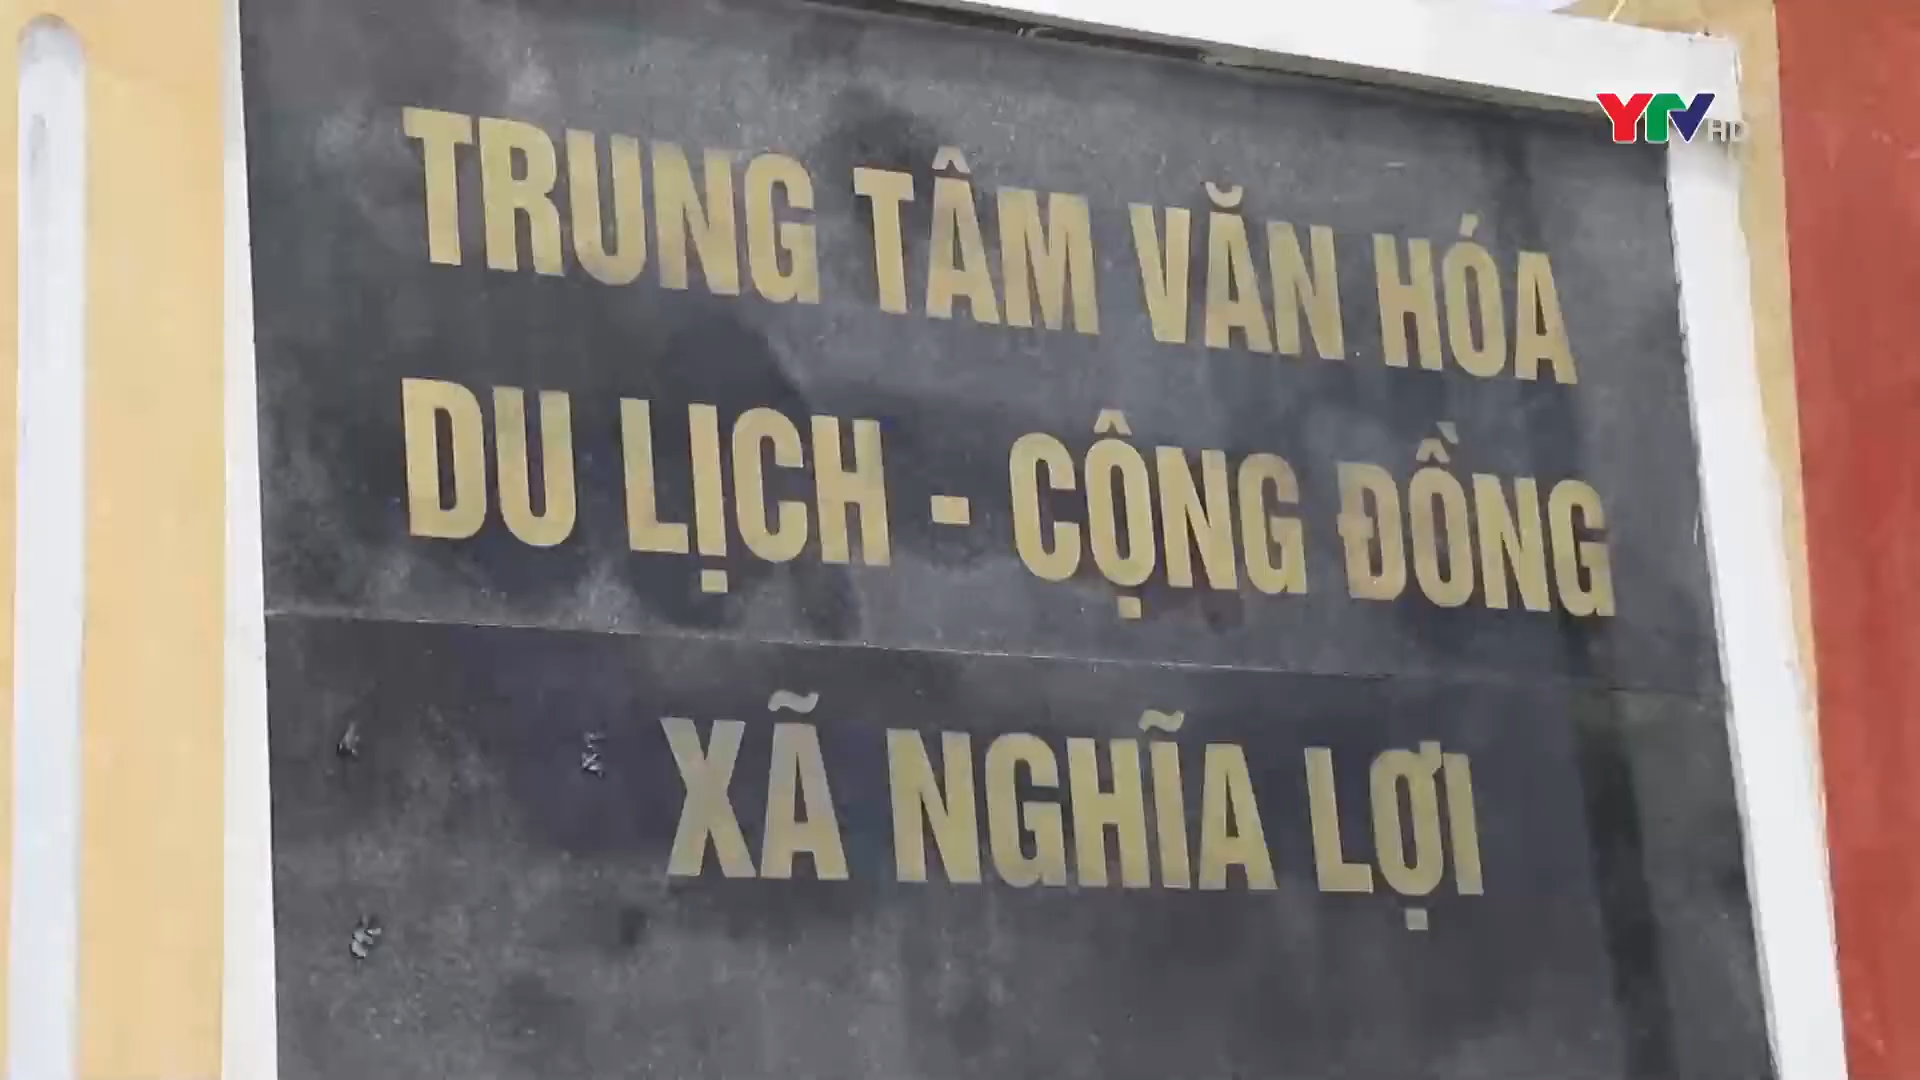 YTV HD
TRUNG TÂM VĂN HÓA
DU LỊCH - CỘNG ĐỒNG
XÃ NGHĨA LỢI